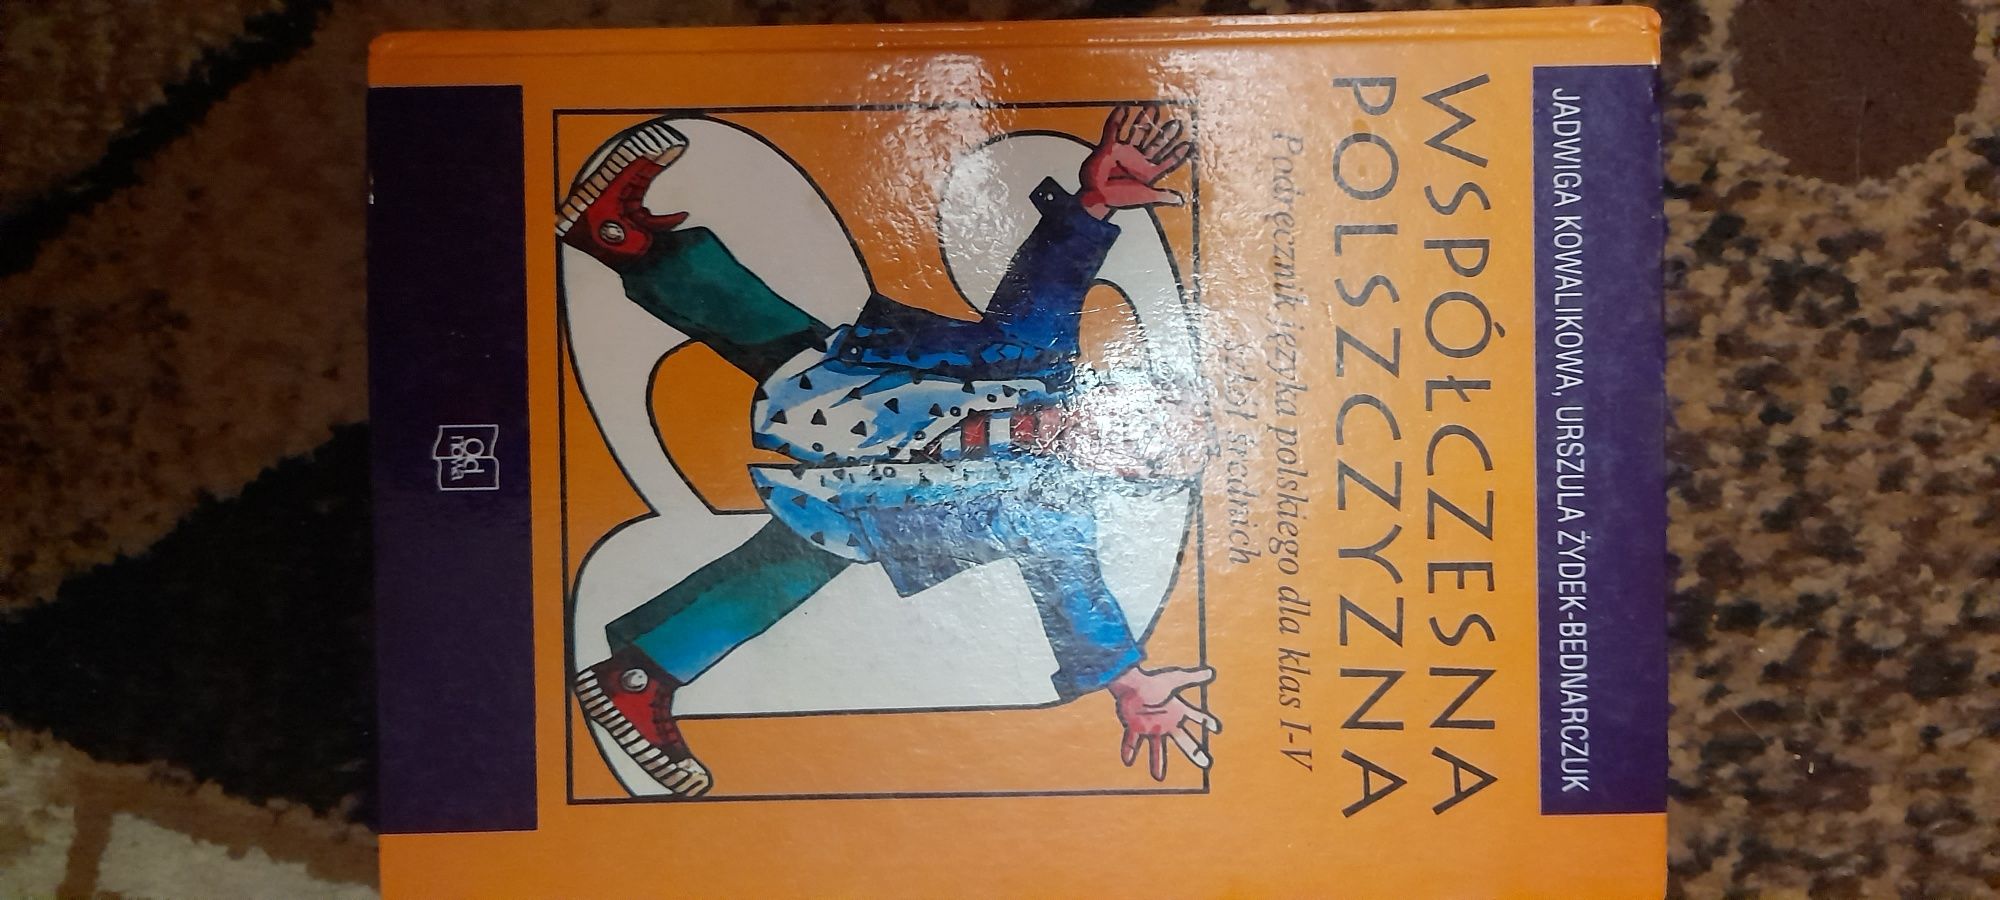 JADWIGA KOWALIKOWA, URSZULA ŻYDEK-BEDNARCZUK
WSPÓŁCZESNA
POLSZCZYZNA
Podręcznik języka polskiego dla klas I-V
szkół średnich
od
nowa